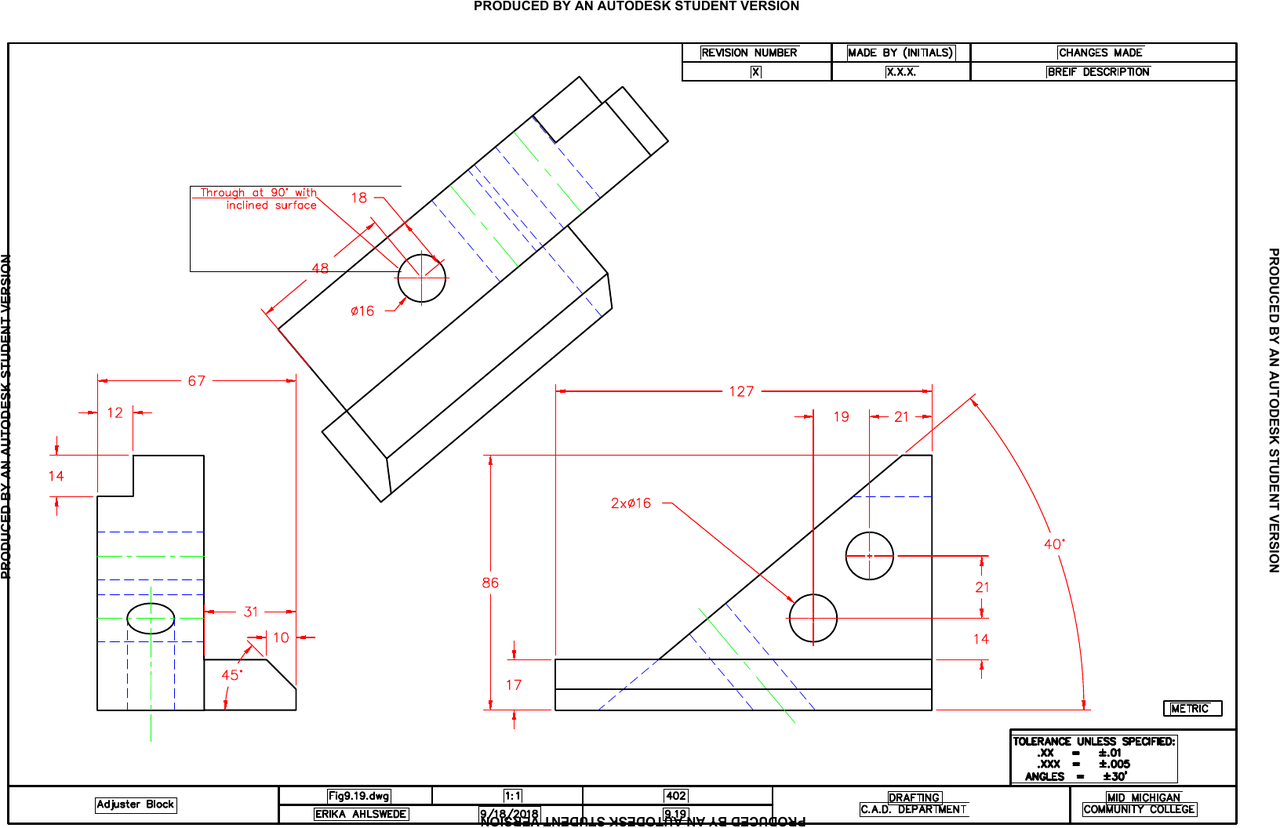 PRODUCED BY AN AUTODESK STUDENT VERSION
REVISION NUMBER
MADE BY (INITIALS)
CHANGES MADE
X
X.X.X.
BREIF DESCRIPTION
Through at 90° with
inclined surface
18
48
Ø16
67
12
14
31
10
45°
127
19
21
2xØ16
86
17
40°
21
14
PRODUCED BY AN AUTODESK STUDENT VERSION
PRODUCED BY AN AUTODESK STUDENT VERSION
METRIC
TOLERANCE UNLESS SPECIFIED:
.XX = ±.01
.XXX = ±.005
ANGLES = ±30'
Adjuster Block
Fig9.19.dwg
1:1
402
ERIKA AHLSWEDE
9/18/2018
9.19
DRAFTING
C.A.D. DEPARTMENT
MID MICHIGAN
COMMUNITY COLLEGE
PRODUCED BY AN AUTODESK STUDENT VERSION